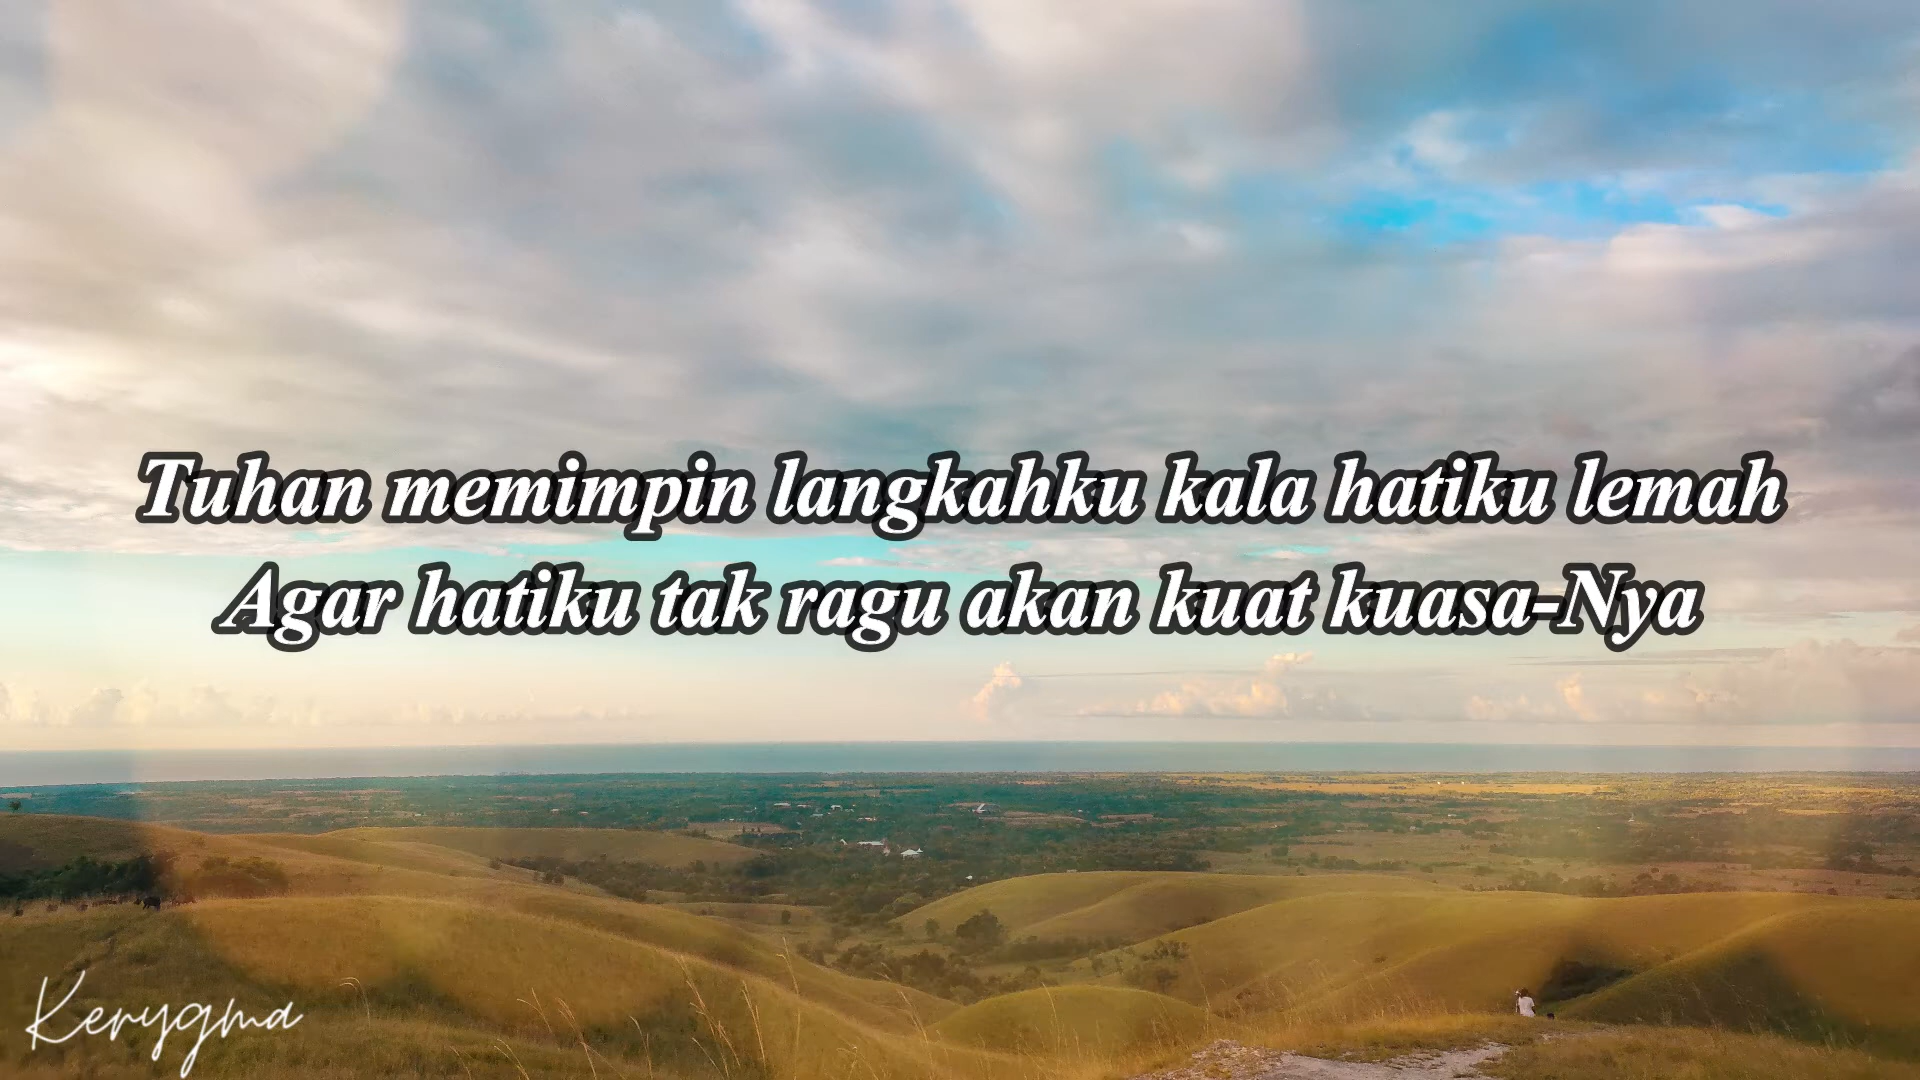 Tuhan memimpin langkahku kala hatiku lemah
Agar hatiku tak ragu akan kuat kuasa-Nya
Kerygma